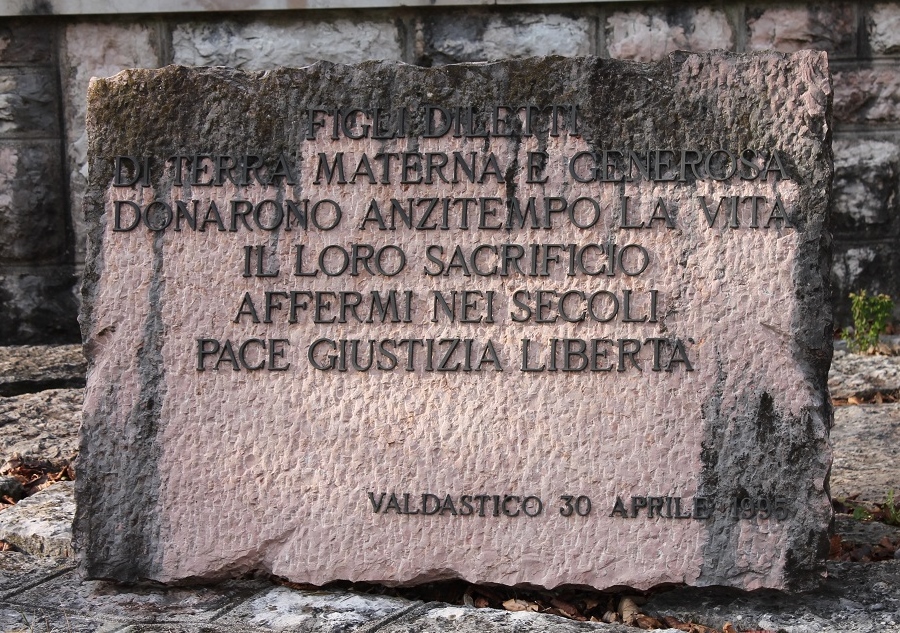 FIGLI DILETTI
DI TERRA MATERNA E GENEROSA
DONARONO ANZITEMPO LA VITA
IL LORO SACRIFICIO
AFFERMI NEI SECOLI
PACE GIUSTIZIA LIBERTA'
VALDASTICO 30 APRILE 1995